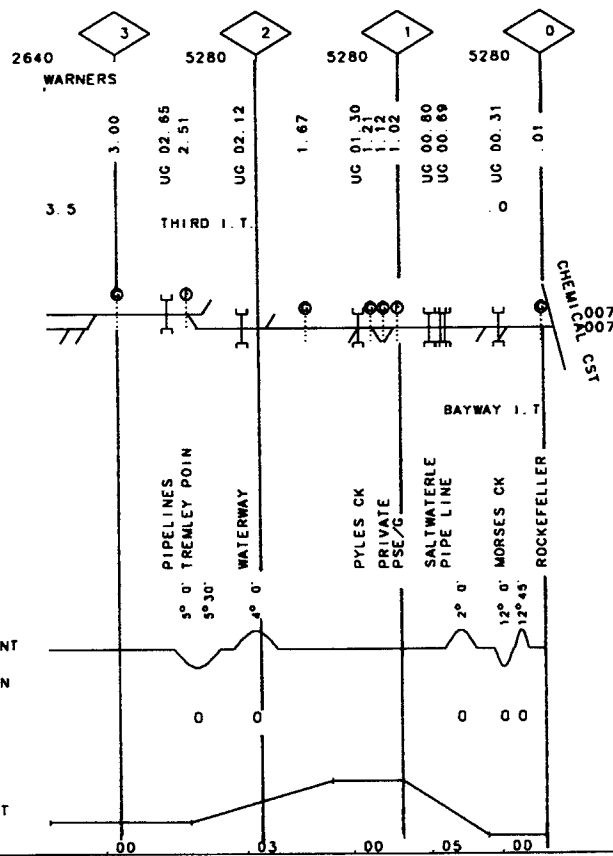 3
2
1
0
2640
5280
5280
5280
WARNERS
3.00
UG 02.65
2.51
UG 02.12
1.67
UG 01.30
1.21
1.12
1.02
UG 00.80
UG 00.69
UG 00.31
.01
3.5
.0
THIRD I.T.
CHEMICAL CST
007
007
BAYWAY I.T
PIPELINES
TREMLEY POIN
WATERWAY
PYLES CK
PRIVATE
PSE/G
SALTWATERLE
PIPE LINE
MORSES CK
ROCKEFELLER
5° 0'
5°30'
4° 0'
2° 0'
12° 0'
12°45'
NT
N
0
0
0
0
0
T
.00
.03
.00
.05
.00